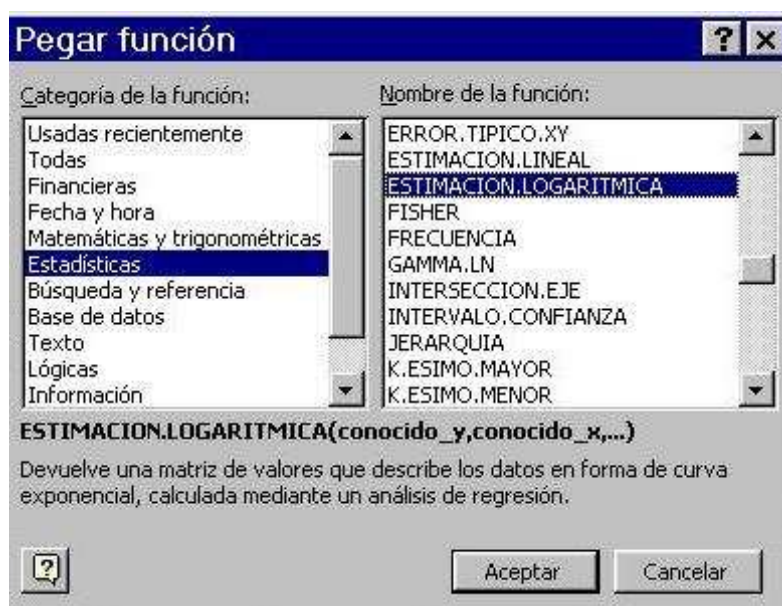 Pegar función
Categoría de la función:
Usadas recientemente
Todas
Financieras
Fecha y hora
Matemáticas y trigonométricas
Estadísticas
Búsqueda y referencia
Base de datos
Texto
Lógicas
Información
Nombre de la función:
ERROR.TIPICO.XY
ESTIMACION.LINEAL
ESTIMACION.LOGARITMICA
FISHER
FRECUENCIA
GAMMA.LN
INTERSECCION.EJE
INTERVALO.CONFIANZA
JERARQUIA
K.ESIMO.MAYOR
K.ESIMO.MENOR
ESTIMACION.LOGARITMICA(conocido_y,conocido_x,...)
Devuelve una matriz de valores que describe los datos en forma de curva
exponencial, calculada mediante un análisis de regresión.
Aceptar
Cancelar